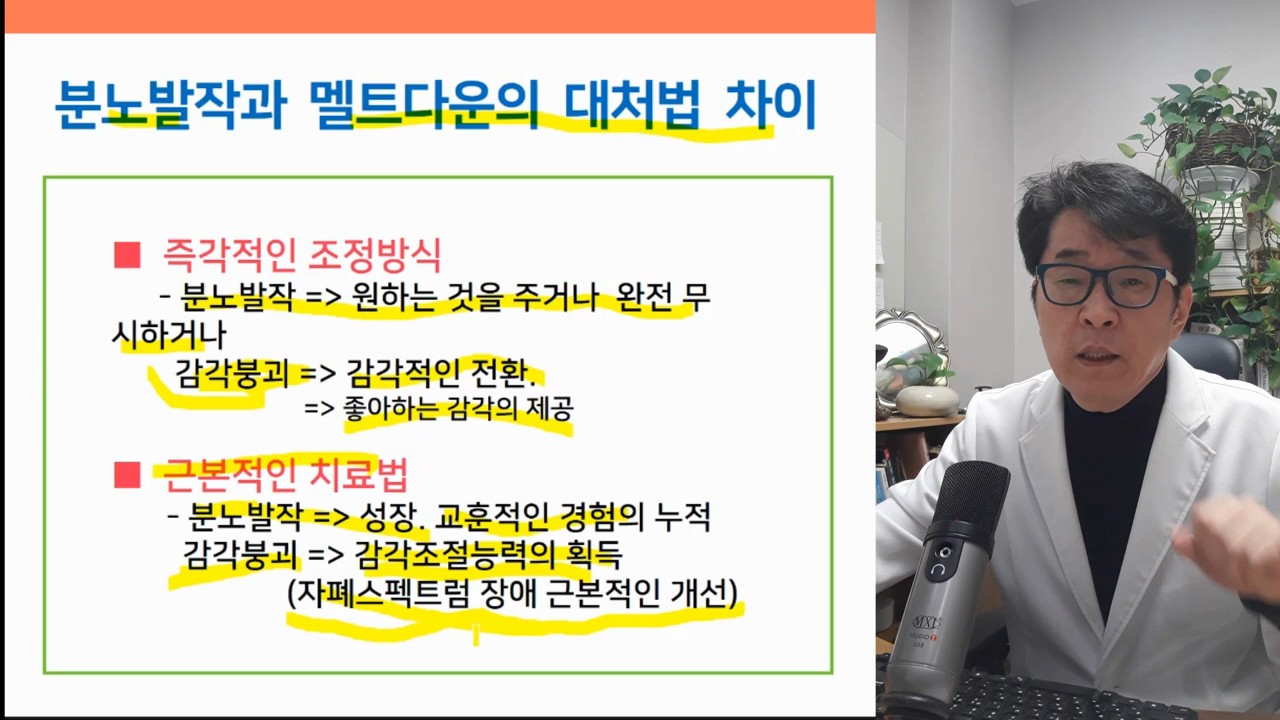 분노발작과 멜트다운의 대처법 차이
■ 즉각적인 조정방식
- 분노발작 => 원하는 것을 주거나 완전 무
시하거나
감각붕괴 => 감각적인 전환.
=> 좋아하는 감각의 제공
■ 근본적인 치료법
- 분노발작 => 성장. 교훈적인 경험의 누적
감각붕괴 => 감각조절능력의 획득
(자폐스펙트럼 장애 근본적인 개선)
MXL
STUDIO 1
USB